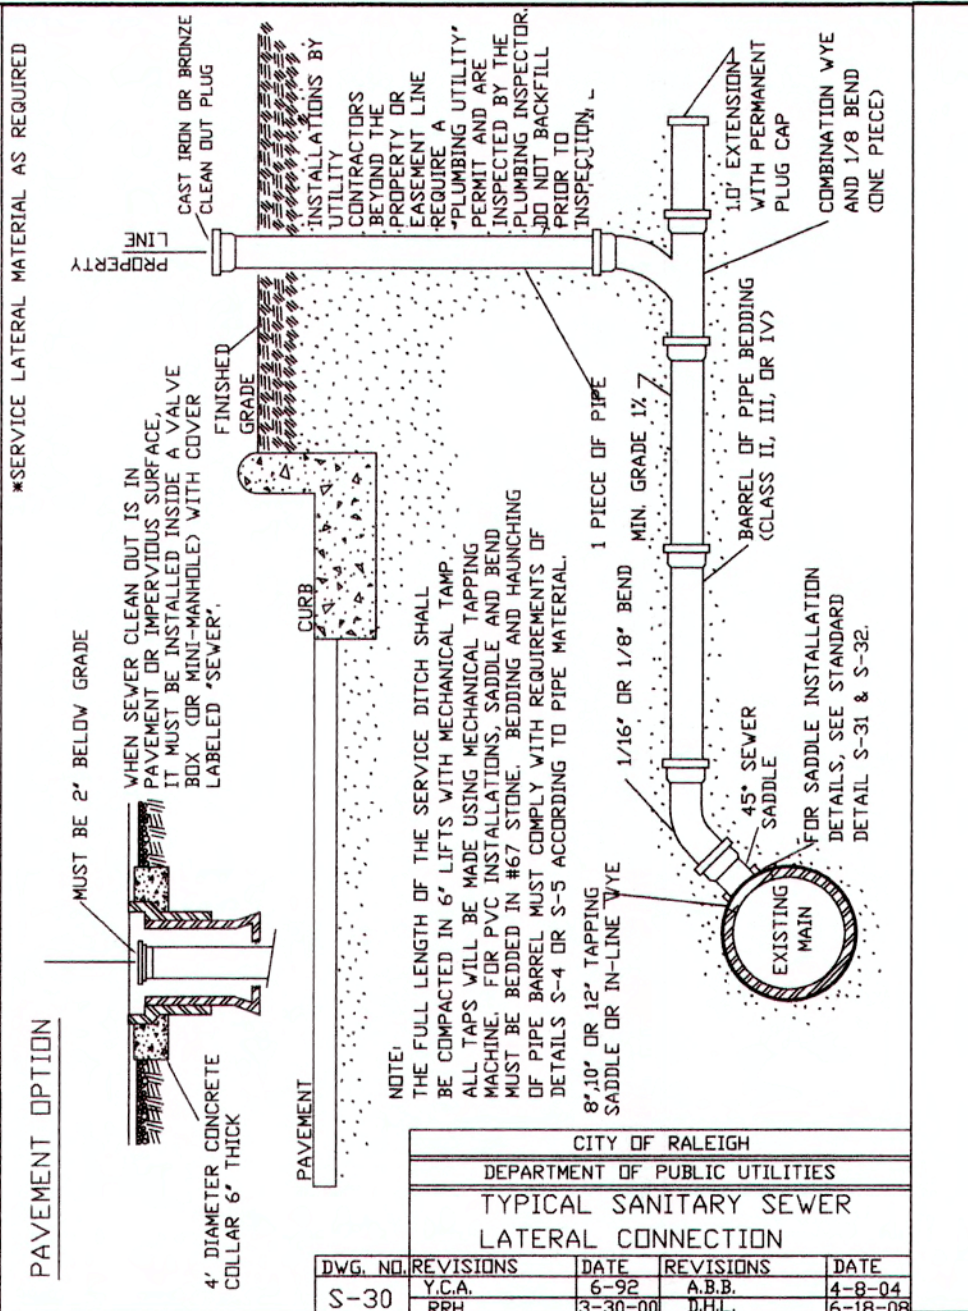 *SERVICE LATERAL MATERIAL AS REQUIRED
PAVEMENT OPTION
MUST BE 2" BELOW GRADE
4' DIAMETER CONCRETE
COLLAR 6" THICK
WHEN SEWER CLEAN OUT IS IN
PAVEMENT OR IMPERVIOUS SURFACE,
IT MUST BE INSTALLED INSIDE A VALVE
BOX (OR MINI-MANHOLE) WITH COVER
LABELED "SEWER".
CAST IRON OR BRONZE
CLEAN OUT PLUG
PROPERTY
LINE
FINISHED
GRADE
CURB
PAVEMENT
INSTALLATIONS BY
UTILITY
CONTRACTORS
BEYOND THE
PROPERTY OR
EASEMENT LINE
REQUIRE A
"PLUMBING UTILITY"
PERMIT AND ARE
INSPECTED BY THE
PLUMBING INSPECTOR.
DO NOT BACKFILL
PRIOR TO
INSPECTION.
NOTE:
THE FULL LENGTH OF THE SERVICE DITCH SHALL
BE COMPACTED IN 6" LIFTS WITH MECHANICAL TAMP.
ALL TAPS WILL BE MADE USING MECHANICAL TAPPING
MACHINE. FOR PVC INSTALLATIONS, SADDLE AND BEND
MUST BE BEDDED IN #67 STONE. BEDDING AND HAUNCHING
OF PIPE BARREL MUST COMPLY WITH REQUIREMENTS OF
DETAILS S-4 OR S-5 ACCORDING TO PIPE MATERIAL.
1 PIECE OF PIPE
8",10" OR 12" TAPPING
SADDLE OR IN-LINE WYE
1/16" OR 1/8" BEND
MIN. GRADE 1%
1.0' EXTENSION
WITH PERMANENT
PLUG CAP
COMBINATION WYE
AND 1/8 BEND
(ONE PIECE)
BARREL OF PIPE BEDDING
(CLASS II, III, OR IV)
45° SEWER
SADDLE
EXISTING
MAIN
FOR SADDLE INSTALLATION
DETAILS, SEE STANDARD
DETAIL S-31 & S-32.
CITY OF RALEIGH
DEPARTMENT OF PUBLIC UTILITIES
TYPICAL SANITARY SEWER
LATERAL CONNECTION
DWG. NO. REVISIONS DATE REVISIONS DATE
S-30 Y.C.A. 6-92 A.B.B. 4-8-04
RRH 3-30-00 D.H.L. 6-18-08